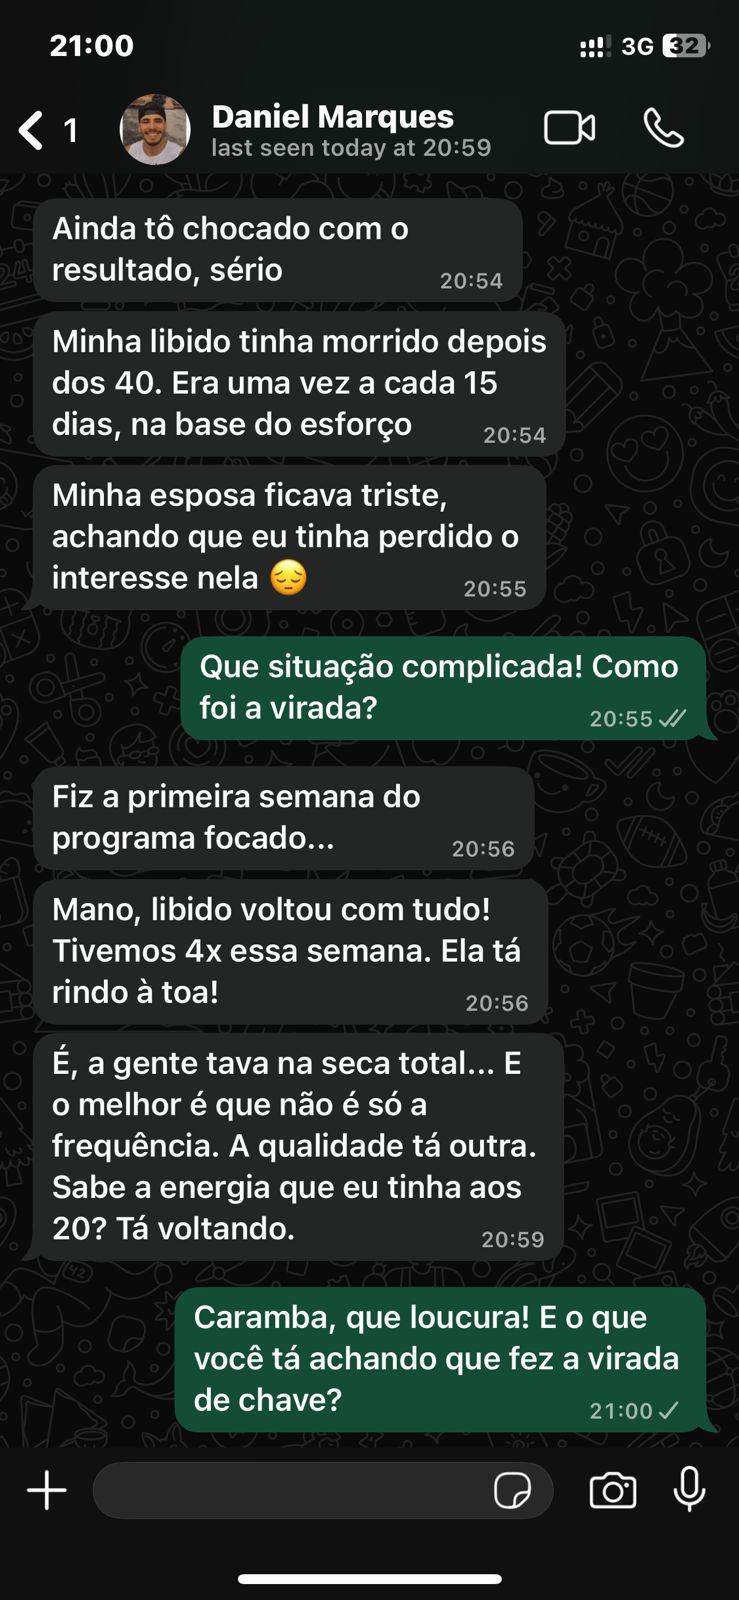 21:00
3G 32
1
Daniel Marques
last seen today at 20:59
Ainda tô chocado com o
resultado, sério
20:54
Minha libido tinha morrido depois
dos 40. Era uma vez a cada 15
dias, na base do esforço
20:54
Minha esposa ficava triste,
achando que eu tinha perdido o
interesse nela 😔
20:55
Que situação complicada! Como
foi a virada?
20:55
Fiz a primeira semana do
programa focado...
20:56
Mano, libido voltou com tudo!
Tivemos 4x essa semana. Ela tá
rindo à toa!
20:56
É, a gente tava na seca total... E
o melhor é que não é só a
frequência. A qualidade tá outra.
Sabe a energia que eu tinha aos
20? Tá voltando.
20:59
Caramba, que loucura! E o que
você tá achando que fez a virada
de chave?
21:00